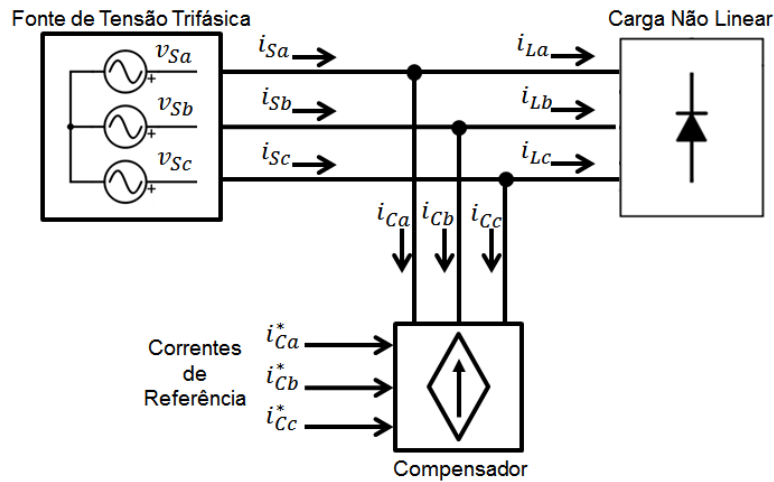 Fonte de Tensão Trifásica
Carga Não Linear
v_Sa
v_Sb
v_Sc
+
+
+
i_Sa
i_Sb
i_Sc
i_La
i_Lb
i_Lc
i_Ca i_Cb i_Cc
Correntes
de
Referência
i*_Ca
i*_Cb
i*_Cc
Compensador